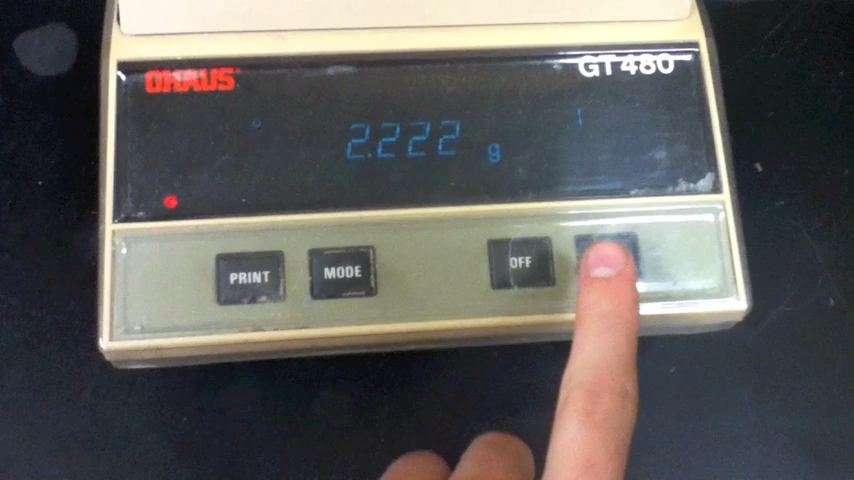 OHAUS
GT480
2.222 g
PRINT
MODE
OFF